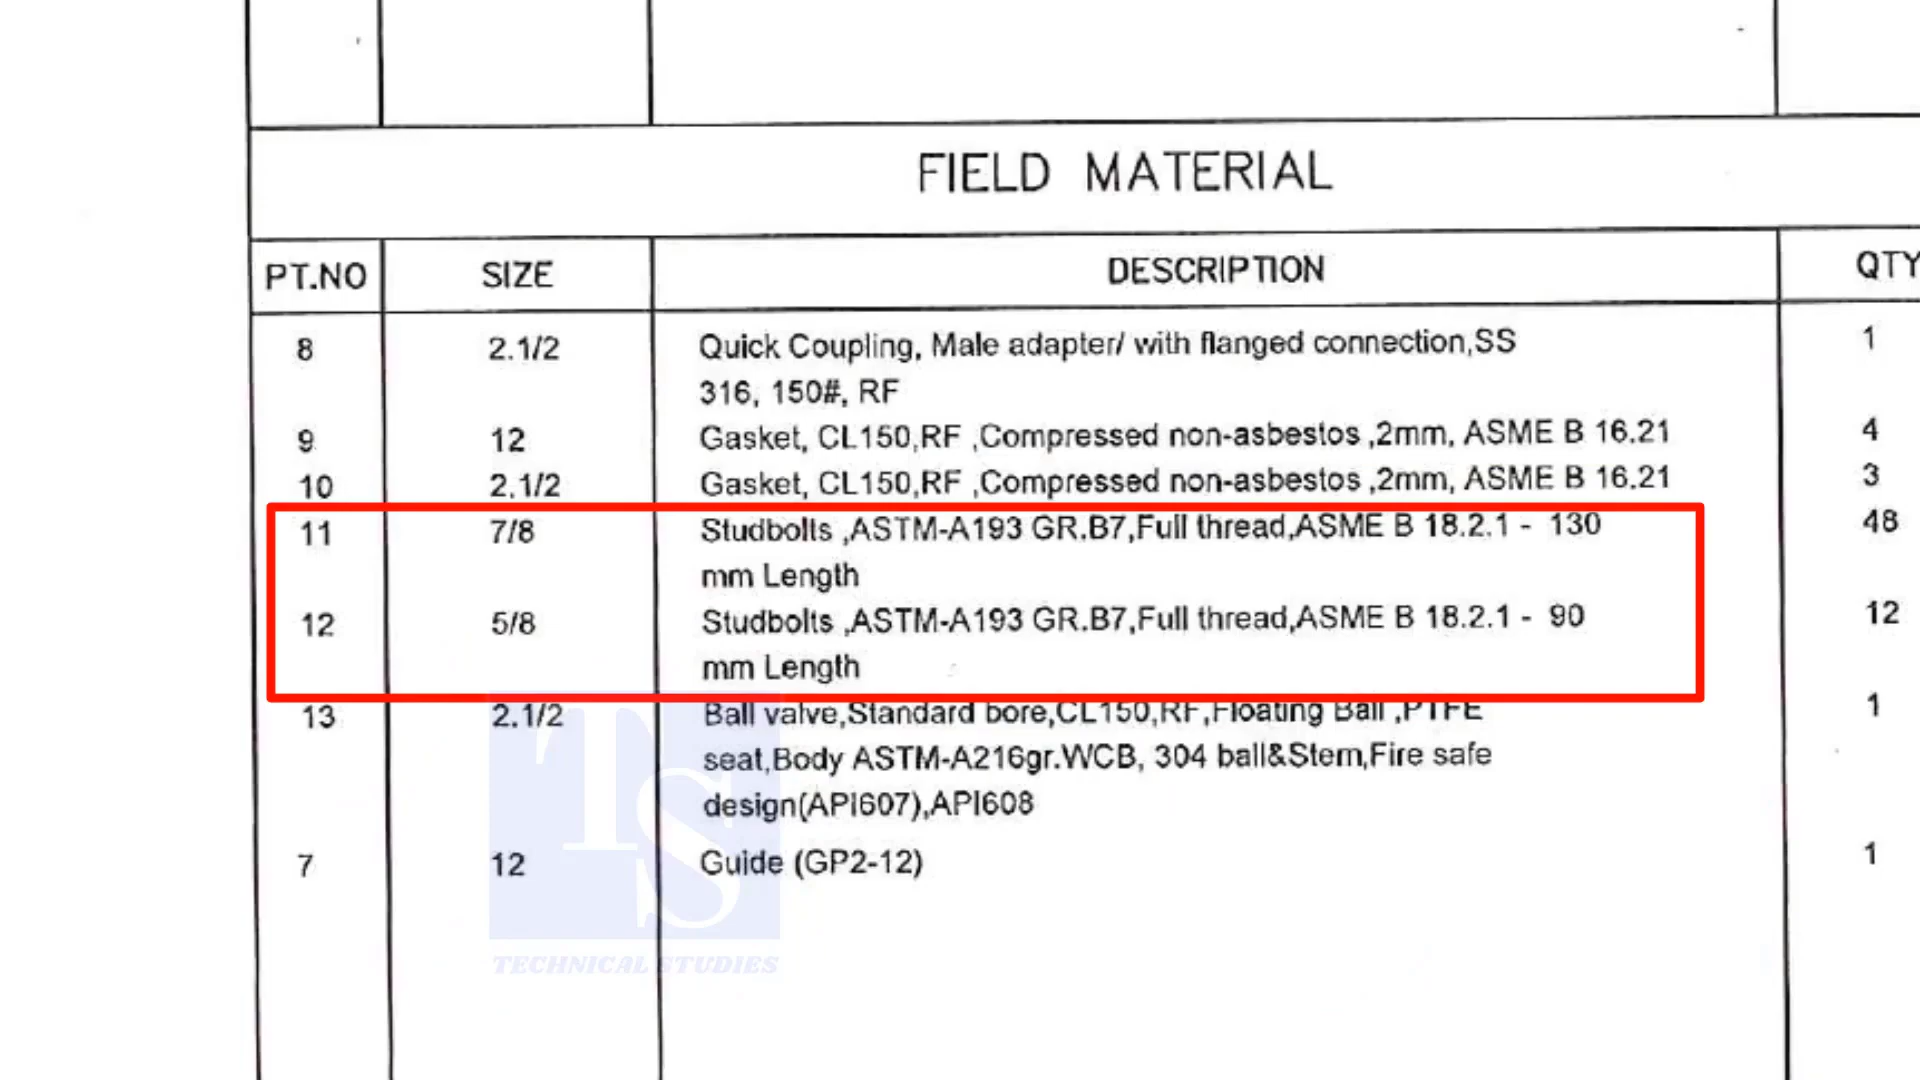 FIELD MATERIAL
PT.NO SIZE DESCRIPTION QTY
8 2.1/2 Quick Coupling, Male adapter/ with flanged connection,SS 1
316, 150#, RF
9 12 Gasket, CL150,RF ,Compressed non-asbestos ,2mm, ASME B 16.21 4
10 2.1/2 Gasket, CL150,RF ,Compressed non-asbestos ,2mm, ASME B 16.21 3
11 7/8 Studbolts ,ASTM-A193 GR.B7,Full thread,ASME B 18.2.1 - 130 48
mm Length
12 5/8 Studbolts ,ASTM-A193 GR.B7,Full thread,ASME B 18.2.1 - 90 12
mm Length
13 2.1/2 Ball valve,Standard bore,CL150,RF,Floating Ball ,PTFE 1
seat,Body ASTM-A216gr.WCB, 304 ball&Stem,Fire safe
design(API607),API608
7 12 Guide (GP2-12) 1
TS
TECHNICAL STUDIES